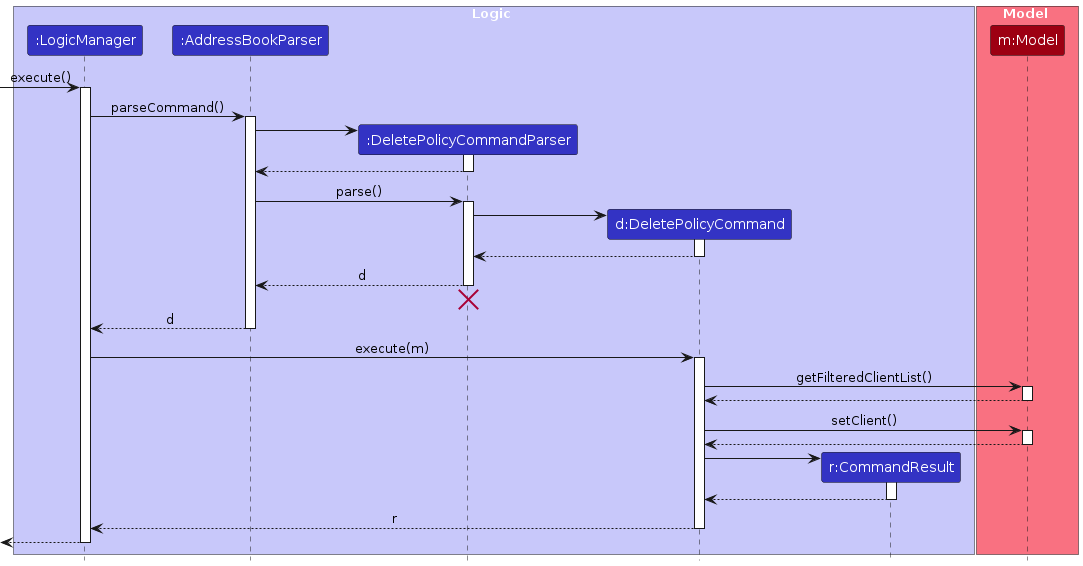 Logic
Model
:LogicManager
:AddressBookParser
m:Model
execute()
parseCommand()
:DeletePolicyCommandParser
parse()
d:DeletePolicyCommand
d
d
execute(m)
getFilteredClientList()
setClient()
r:CommandResult
r